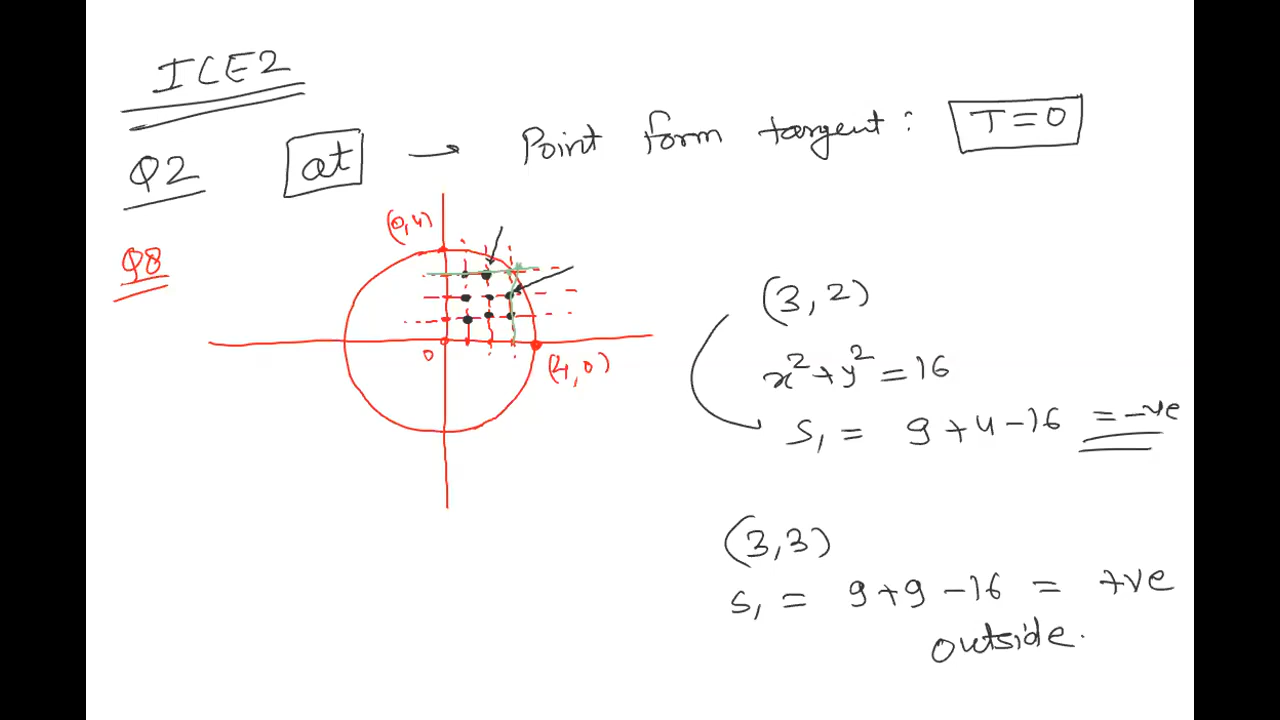 ICE2
Q2 at → Point form tangent: T=0
Q8
(0,4)
0
(4,0)
(3, 2)
x²+y²=16
S₁ = 9+4-16 = -ve
(3,3)
S₁ = 9+9-16 = +ve
outside.